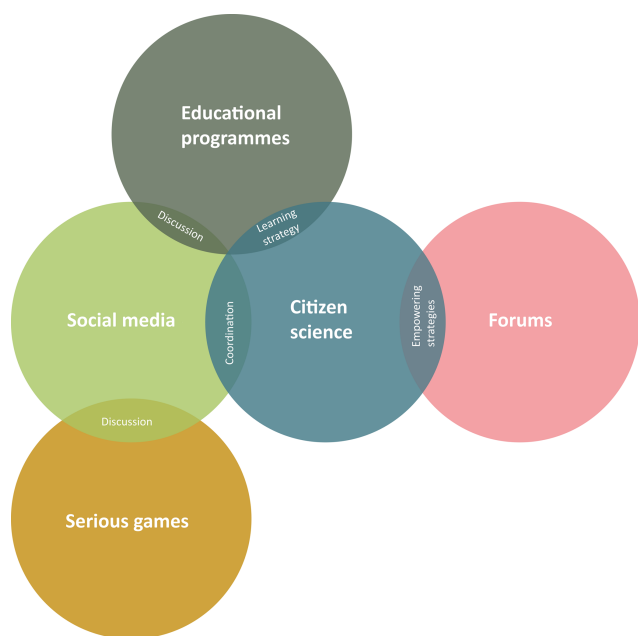 Educational
programmes
Discussion
Learning
strategy
Social media
Coordination
Citizen
science
Empowering
strategies
Forums
Discussion
Serious games